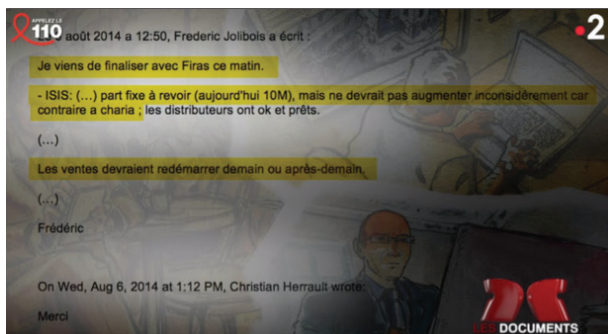 APPELEZ LE
110
2
août 2014 a 12:50, Frederic Jolibois a écrit :
Je viens de finaliser avec Firas ce matin.
- ISIS: (...) part fixe à revoir (aujourd'hui 10M), mais ne devrait pas augmenter inconsidèrement car
contraire a charia ; les distributeurs ont ok et prêts.
(...)
Les ventes devraient redémarrer demain ou après-demain.
(...)
Frédéric
On Wed, Aug 6, 2014 at 1:12 PM, Christian Herrault wrote:
Merci
DOCUMENTS